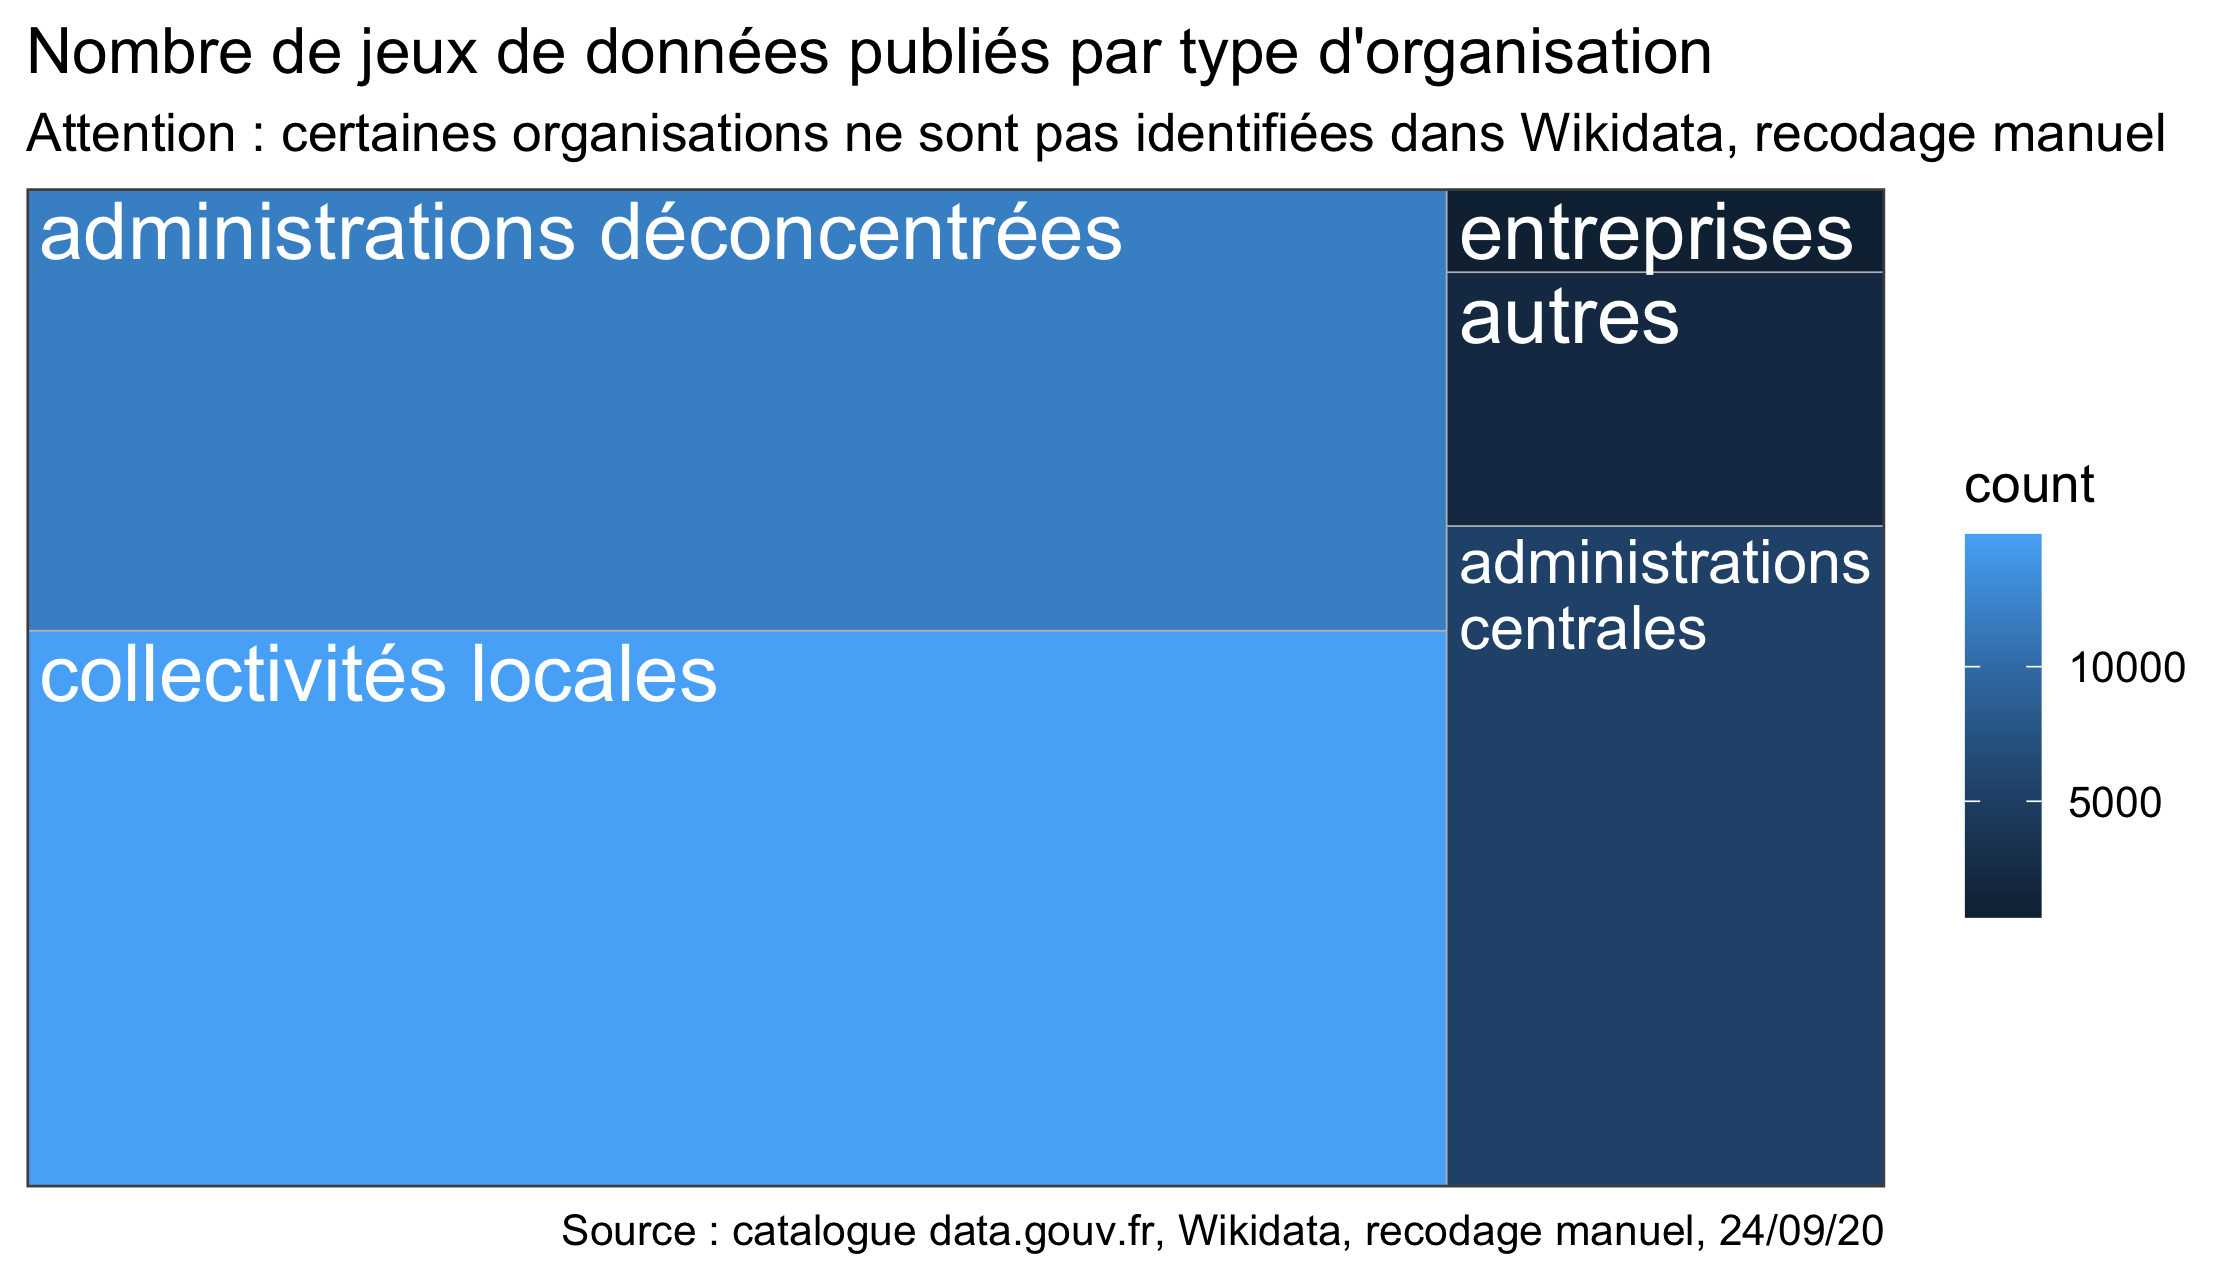 Nombre de jeux de données publiés par type d'organisation
Attention : certaines organisations ne sont pas identifiées dans Wikidata, recodage manuel
administrations déconcentrées
collectivités locales
entreprises
autres
administrations
centrales
count
10000
5000
Source : catalogue data.gouv.fr, Wikidata, recodage manuel, 24/09/20